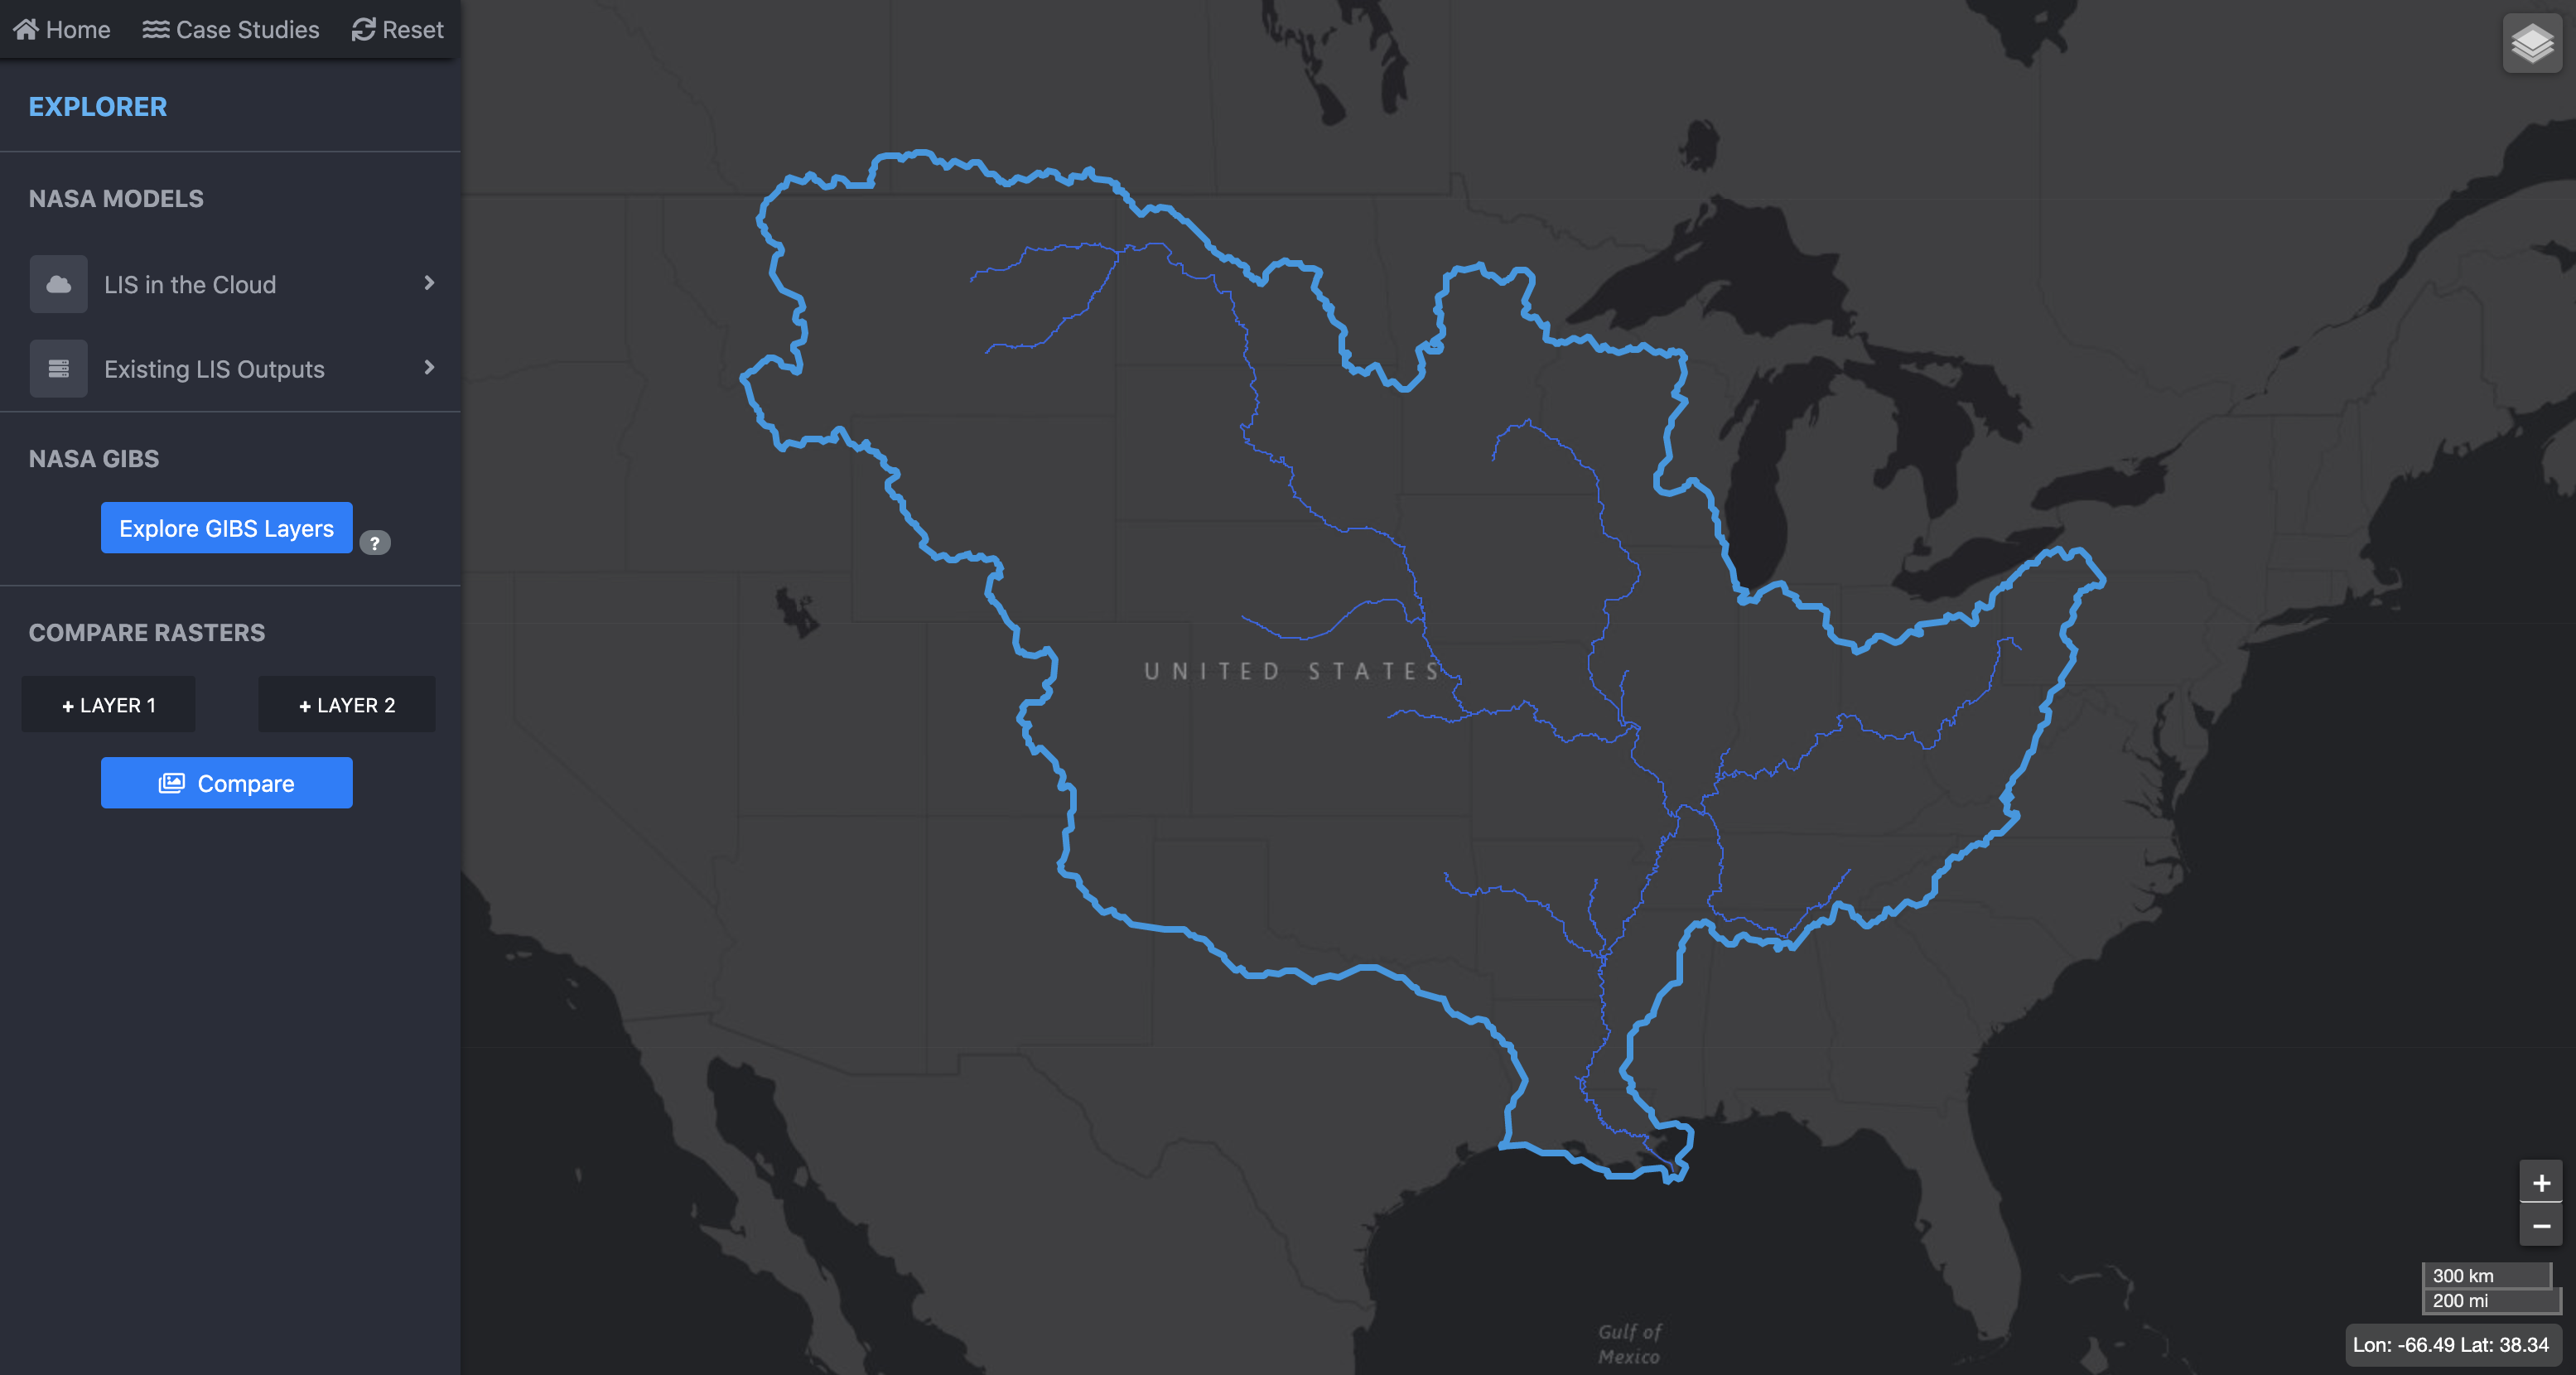 Home Case Studies Reset
EXPLORER
NASA MODELS
LIS in the Cloud
Existing LIS Outputs
NASA GIBS
Explore GIBS Layers ?
COMPARE RASTERS
+ LAYER 1 + LAYER 2
Compare
UNITED STATES
Gulf of
Mexico
+
−
300 km
200 mi
Lon: -66.49 Lat: 38.34